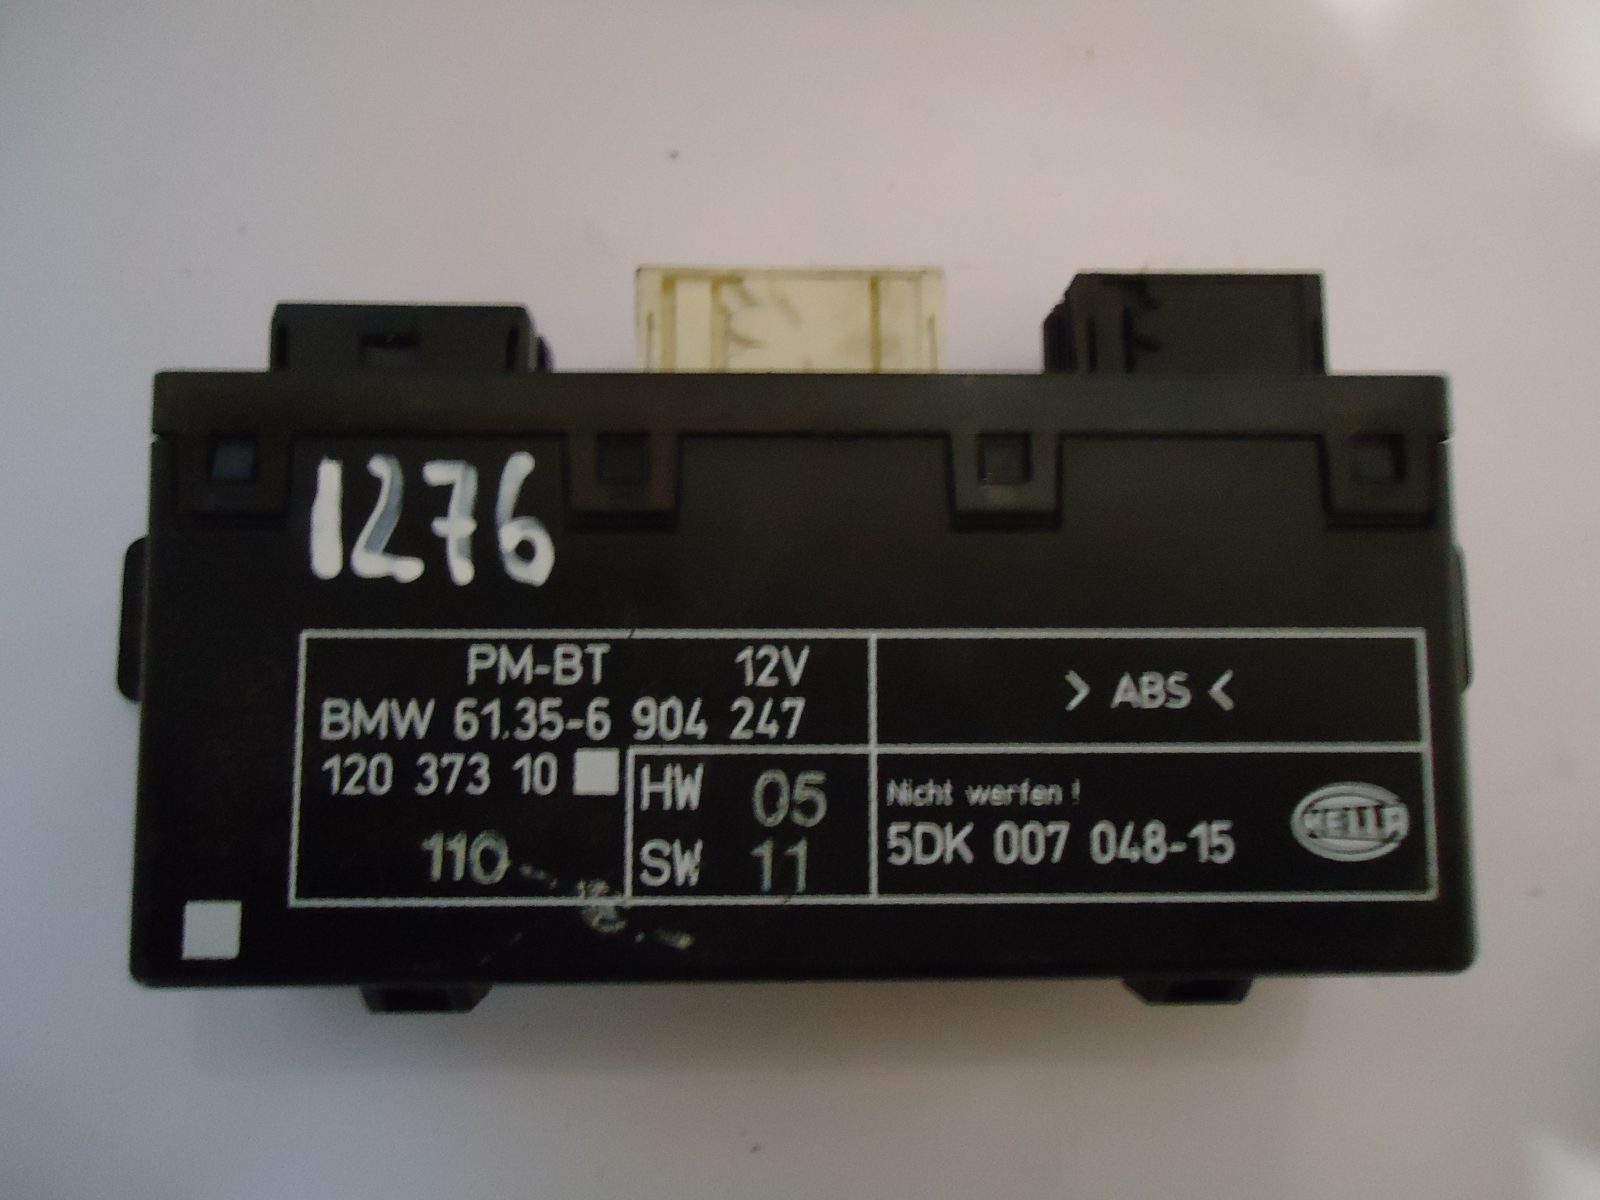 1276
PM-BT 12V
BMW 61.35-6 904 247
120 373 10
110
HW 05
SW 11
> ABS <
Nicht werfen!
5DK 007 048-15
HELLA